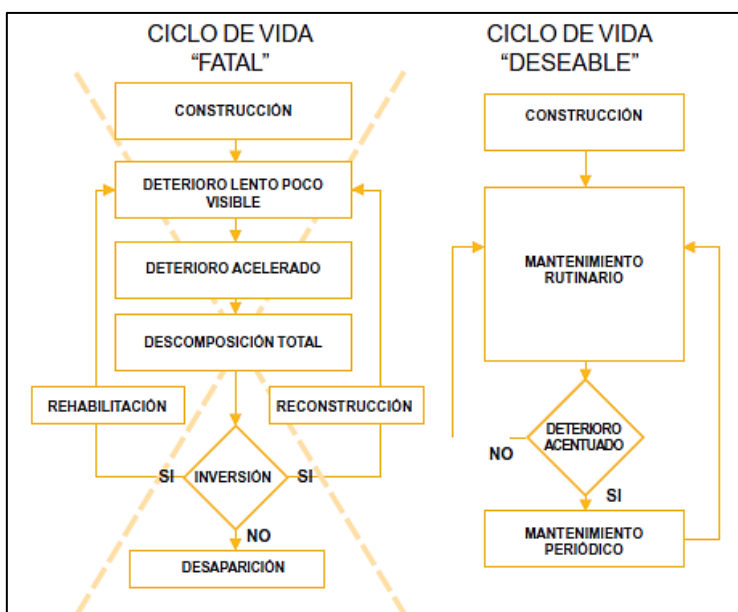 CICLO DE VIDA
“FATAL”
CONSTRUCCIÓN
DETERIORO LENTO POCO
VISIBLE
DETERIORO ACELERADO
DESCOMPOSICIÓN TOTAL
REHABILITACIÓN
RECONSTRUCCIÓN
SI
INVERSIÓN
SI
NO
DESAPARICIÓN
CICLO DE VIDA
“DESEABLE”
CONSTRUCCIÓN
MANTENIMIENTO
RUTINARIO
DETERIORO
ACENTUADO
NO
SI
MANTENIMIENTO
PERIÓDICO